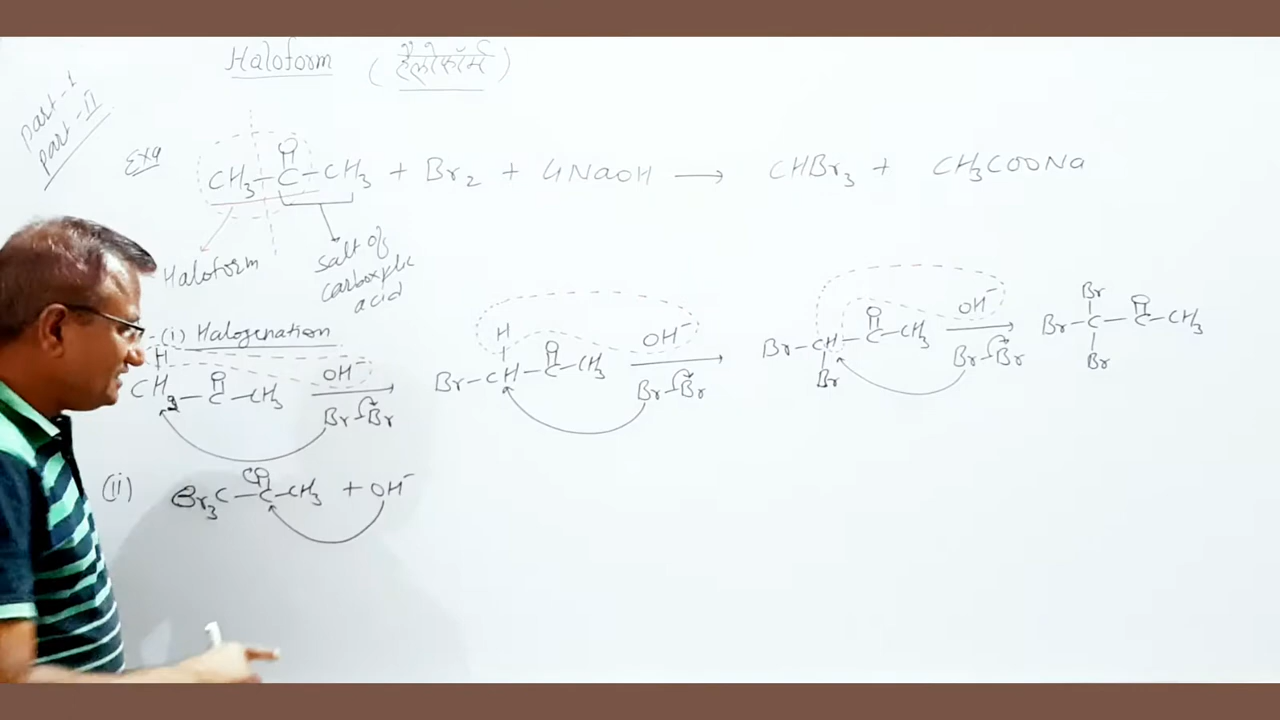 Haloform (हैलोफॉर्म)
Part-1
Part-II
Exa
O
CH₃-C-CH₃ + Br₂ + 4NaOH ⟶ CHBr₃ + CH₃COONa
Haloform
Salt of
carboxylic
acid
(i) Halogenation
H
O
CH₂-C-CH₃
OH⁻
Br-Br
H
O
Br-CH-C-CH₃
OH⁻
Br-Br
O
Br-CH-C-CH₃
Br
OH⁻
Br-Br
Br
O
Br-C-C-CH₃
Br
(ii)
O
Br₃C-C-CH₃ + OH⁻